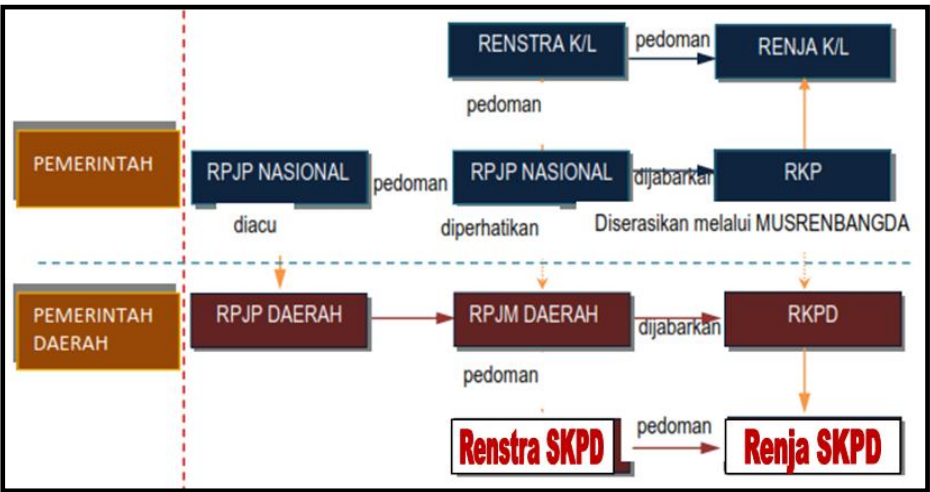 RENSTRA K/L
pedoman
RENJA K/L
pedoman
PEMERINTAH
RPJP NASIONAL
pedoman
RPJP NASIONAL
dijabarkan
RKP
diacu
diperhatikan
Diserasikan melalui MUSRENBANGDA
PEMERINTAH
DAERAH
RPJP DAERAH
RPJM DAERAH
dijabarkan
RKPD
pedoman
Renstra SKPD
pedoman
Renja SKPD